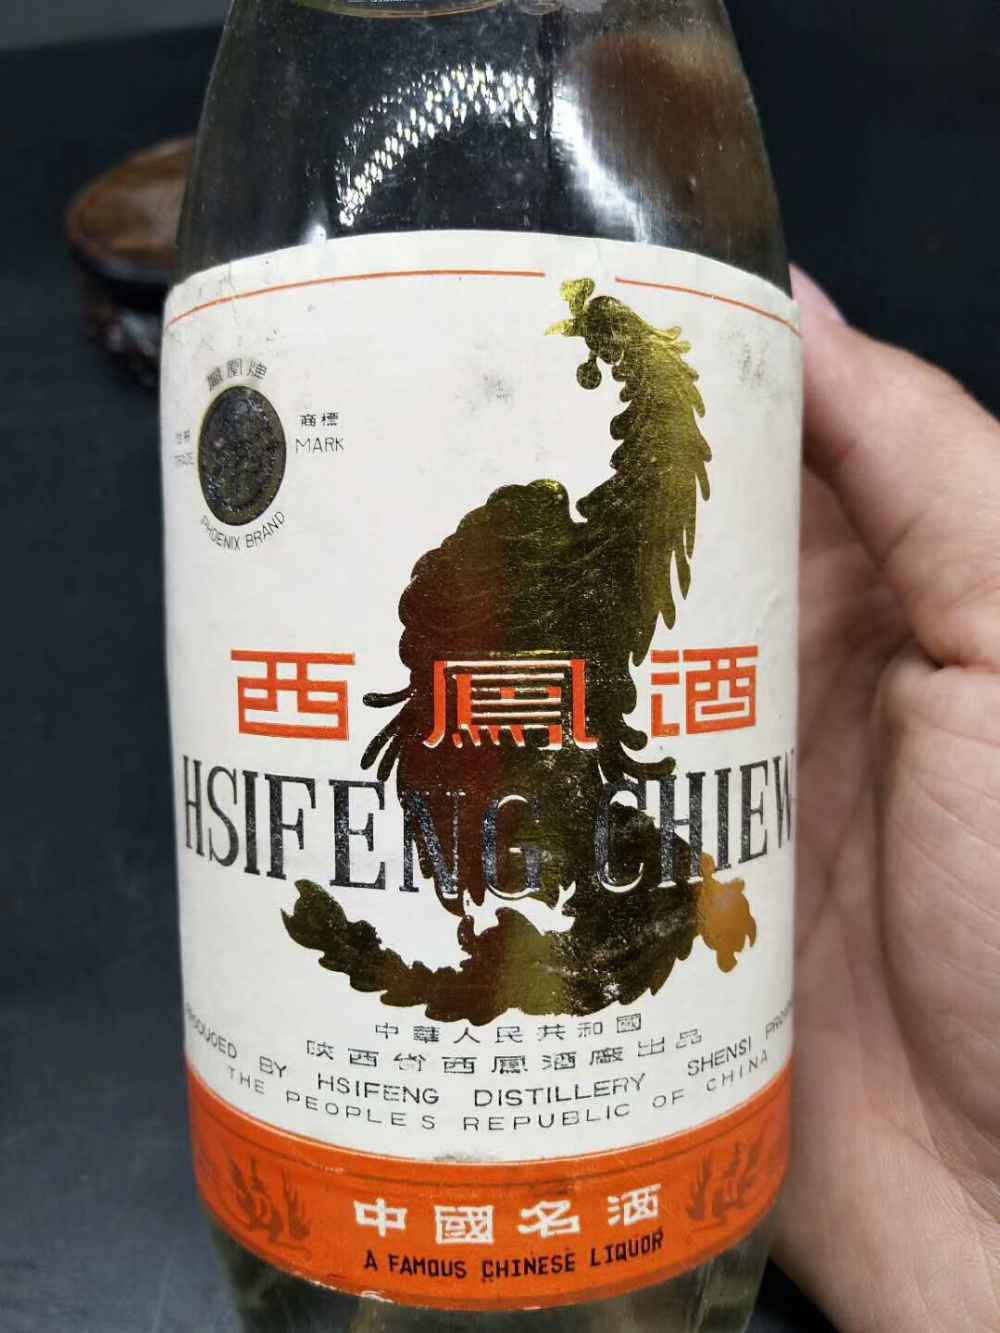 鳳凰牌
註冊 商標
TRADE MARK
PHOENIX BRAND
西鳳酒
HSIFENG CHIEW
中華人民共和國
陝西省西鳳酒廠出品
PRODUCED BY HSIFENG DISTILLERY SHENSI
THE PEOPLE'S REPUBLIC OF CHINA
中國名酒
A FAMOUS CHINESE LIQUOR